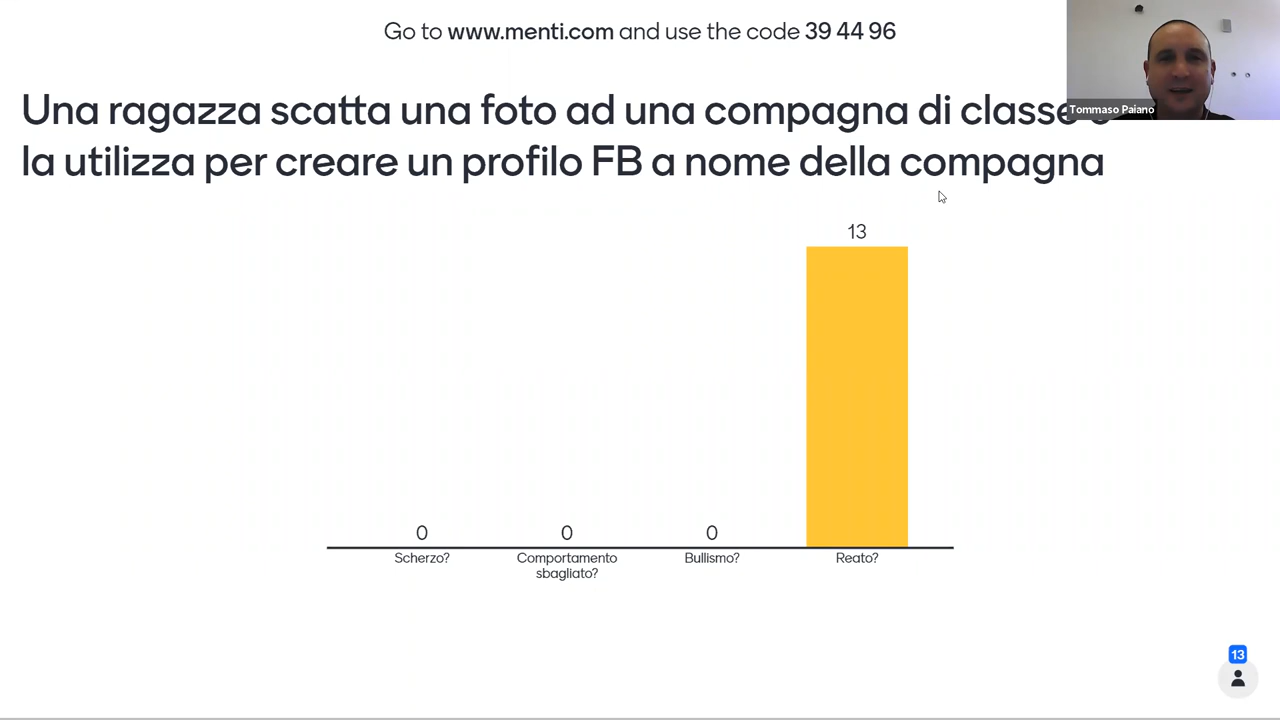 Go to www.menti.com and use the code 39 44 96
Tommaso Paiano
Una ragazza scatta una foto ad una compagna di classe
la utilizza per creare un profilo FB a nome della compagna
13
0
0
0
Scherzo?
Comportamento
sbagliato?
Bullismo?
Reato?
13